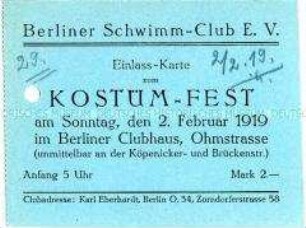 Berliner Schwimm-Club E. V.
29.
2/2.19.
Einlass-Karte
zum
KOSTÜM-FEST
am Sonntag, den 2. Februar 1919
im Berliner Clubhaus, Ohmstrasse
(unmittelbar an der Köpenicker- und Brückenstr.)
Anfang 5 Uhr Mark 2.—
Clubadresse: Karl Eberhardt, Berlin O. 34, Zorndorferstrasse 58